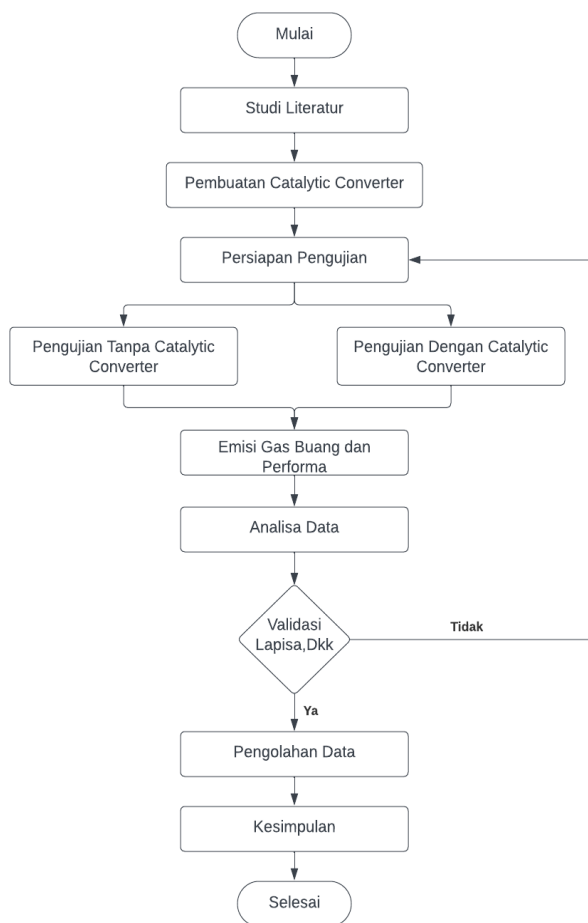 Mulai
Studi Literatur
Pembuatan Catalytic Converter
Persiapan Pengujian
Pengujian Tanpa Catalytic
Converter
Pengujian Dengan Catalytic
Converter
Emisi Gas Buang dan
Performa
Analisa Data
Validasi
Lapisa,Dkk
Tidak
Ya
Pengolahan Data
Kesimpulan
Selesai